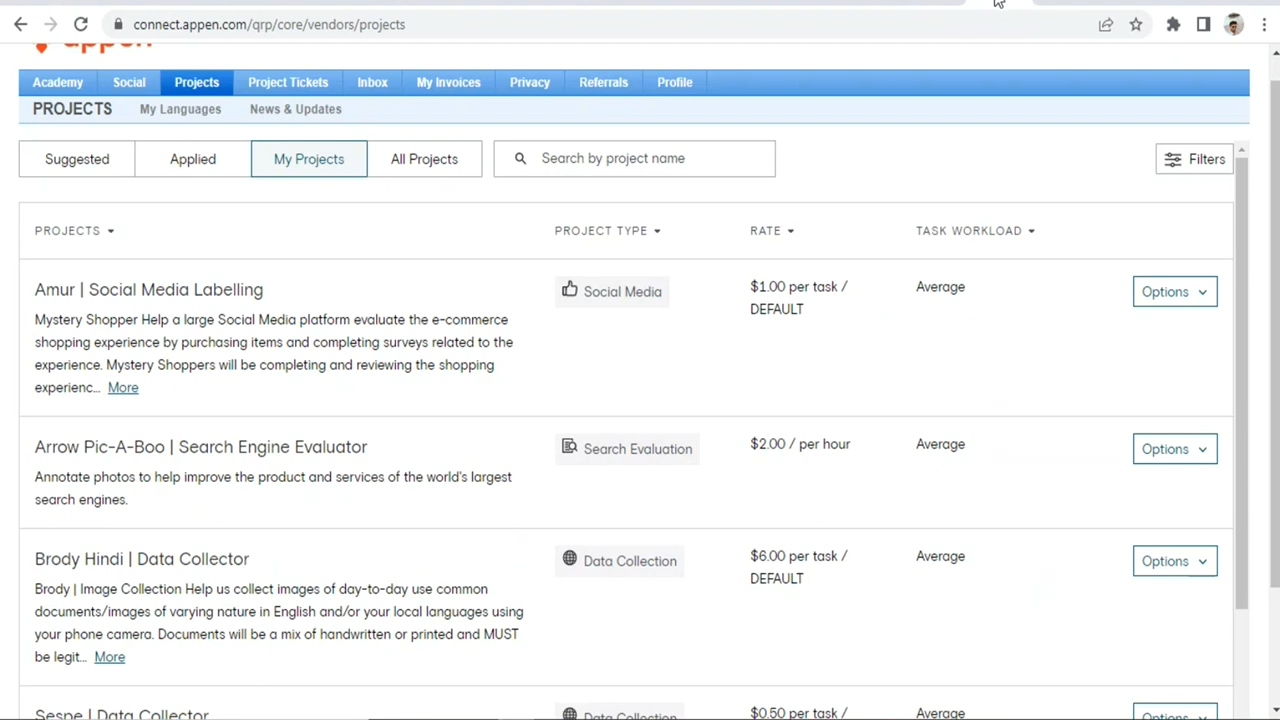 connect.appen.com/qrp/core/vendors/projects
appen
Academy Social Projects Project Tickets Inbox My Invoices Privacy Referrals Profile
PROJECTS My Languages News & Updates
Suggested Applied My Projects All Projects Search by project name Filters
PROJECTS PROJECT TYPE RATE TASK WORKLOAD
Amur | Social Media Labelling Social Media $1.00 per task / Average Options
DEFAULT
Mystery Shopper Help a large Social Media platform evaluate the e-commerce
shopping experience by purchasing items and completing surveys related to the
experience. Mystery Shoppers will be completing and reviewing the shopping
experienc... More
Arrow Pic-A-Boo | Search Engine Evaluator Search Evaluation $2.00 / per hour Average Options
Annotate photos to help improve the product and services of the world's largest
search engines.
Brody Hindi | Data Collector Data Collection $6.00 per task / Average Options
DEFAULT
Brody | Image Collection Help us collect images of day-to-day use common
documents/images of varying nature in English and/or your local languages using
your phone camera. Documents will be a mix of handwritten or printed and MUST
be legit... More
Sespe | Data Collector Data Collection $0.50 per task / Average Options